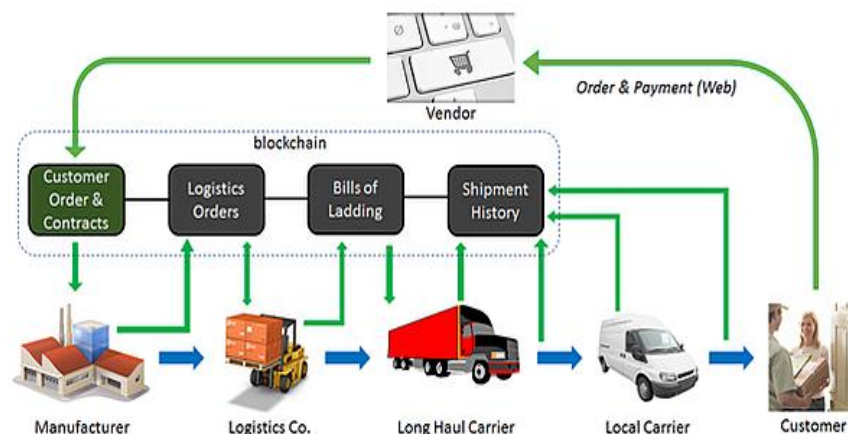 Order & Payment (Web)
Vendor
blockchain
Customer
Order &
Contracts
Logistics
Orders
Bills of
Ladding
Shipment
History
Manufacturer
Logistics Co.
Long Haul Carrier
Local Carrier
Customer